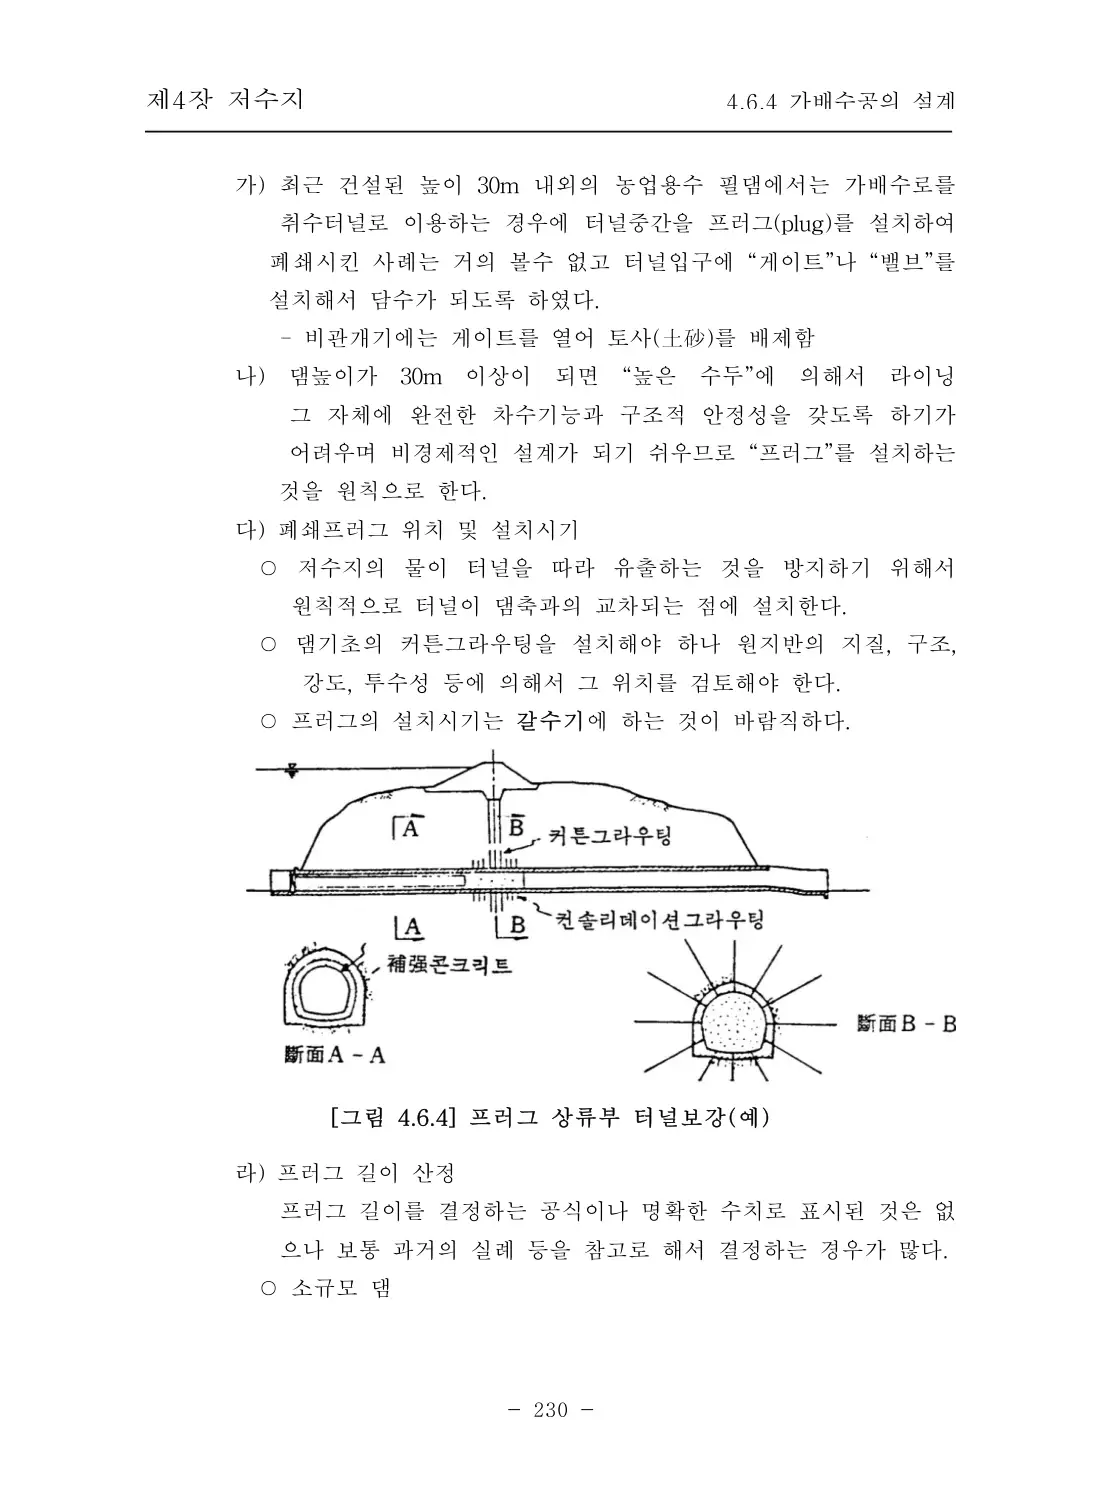 제4장 저수지
4.6.4 가배수공의 설계
가) 최근 건설된 높이 30m 내외의 농업용수 필댐에서는 가배수로를
취수터널로 이용하는 경우에 터널중간을 프러그(plug)를 설치하여
폐쇄시킨 사례는 거의 볼수 없고 터널입구에 “게이트”나 “밸브”를
설치해서 담수가 되도록 하였다.
- 비관개기에는 게이트를 열어 토사(土砂)를 배제함
나) 댐높이가 30m 이상이 되면 “높은 수두”에 의해서 라이닝
그 자체에 완전한 차수기능과 구조적 안정성을 갖도록 하기가
어려우며 비경제적인 설계가 되기 쉬우므로 “프러그”를 설치하는
것을 원칙으로 한다.
다) 폐쇄프러그 위치 및 설치시기
○ 저수지의 물이 터널을 따라 유출하는 것을 방지하기 위해서
원칙적으로 터널이 댐축과의 교차되는 점에 설치한다.
○ 댐기초의 커튼그라우팅을 설치해야 하나 원지반의 지질, 구조,
강도, 투수성 등에 의해서 그 위치를 검토해야 한다.
○ 프러그의 설치시기는 갈수기에 하는 것이 바람직하다.
A B
커튼그라우팅
A B
컨솔리데이션그라우팅
補强콘크리트
斷面A - A
斷面B - B
[그림 4.6.4] 프러그 상류부 터널보강(예)
라) 프러그 길이 산정
프러그 길이를 결정하는 공식이나 명확한 수치로 표시된 것은 없
으나 보통 과거의 실례 등을 참고로 해서 결정하는 경우가 많다.
○ 소규모 댐
- 230 -